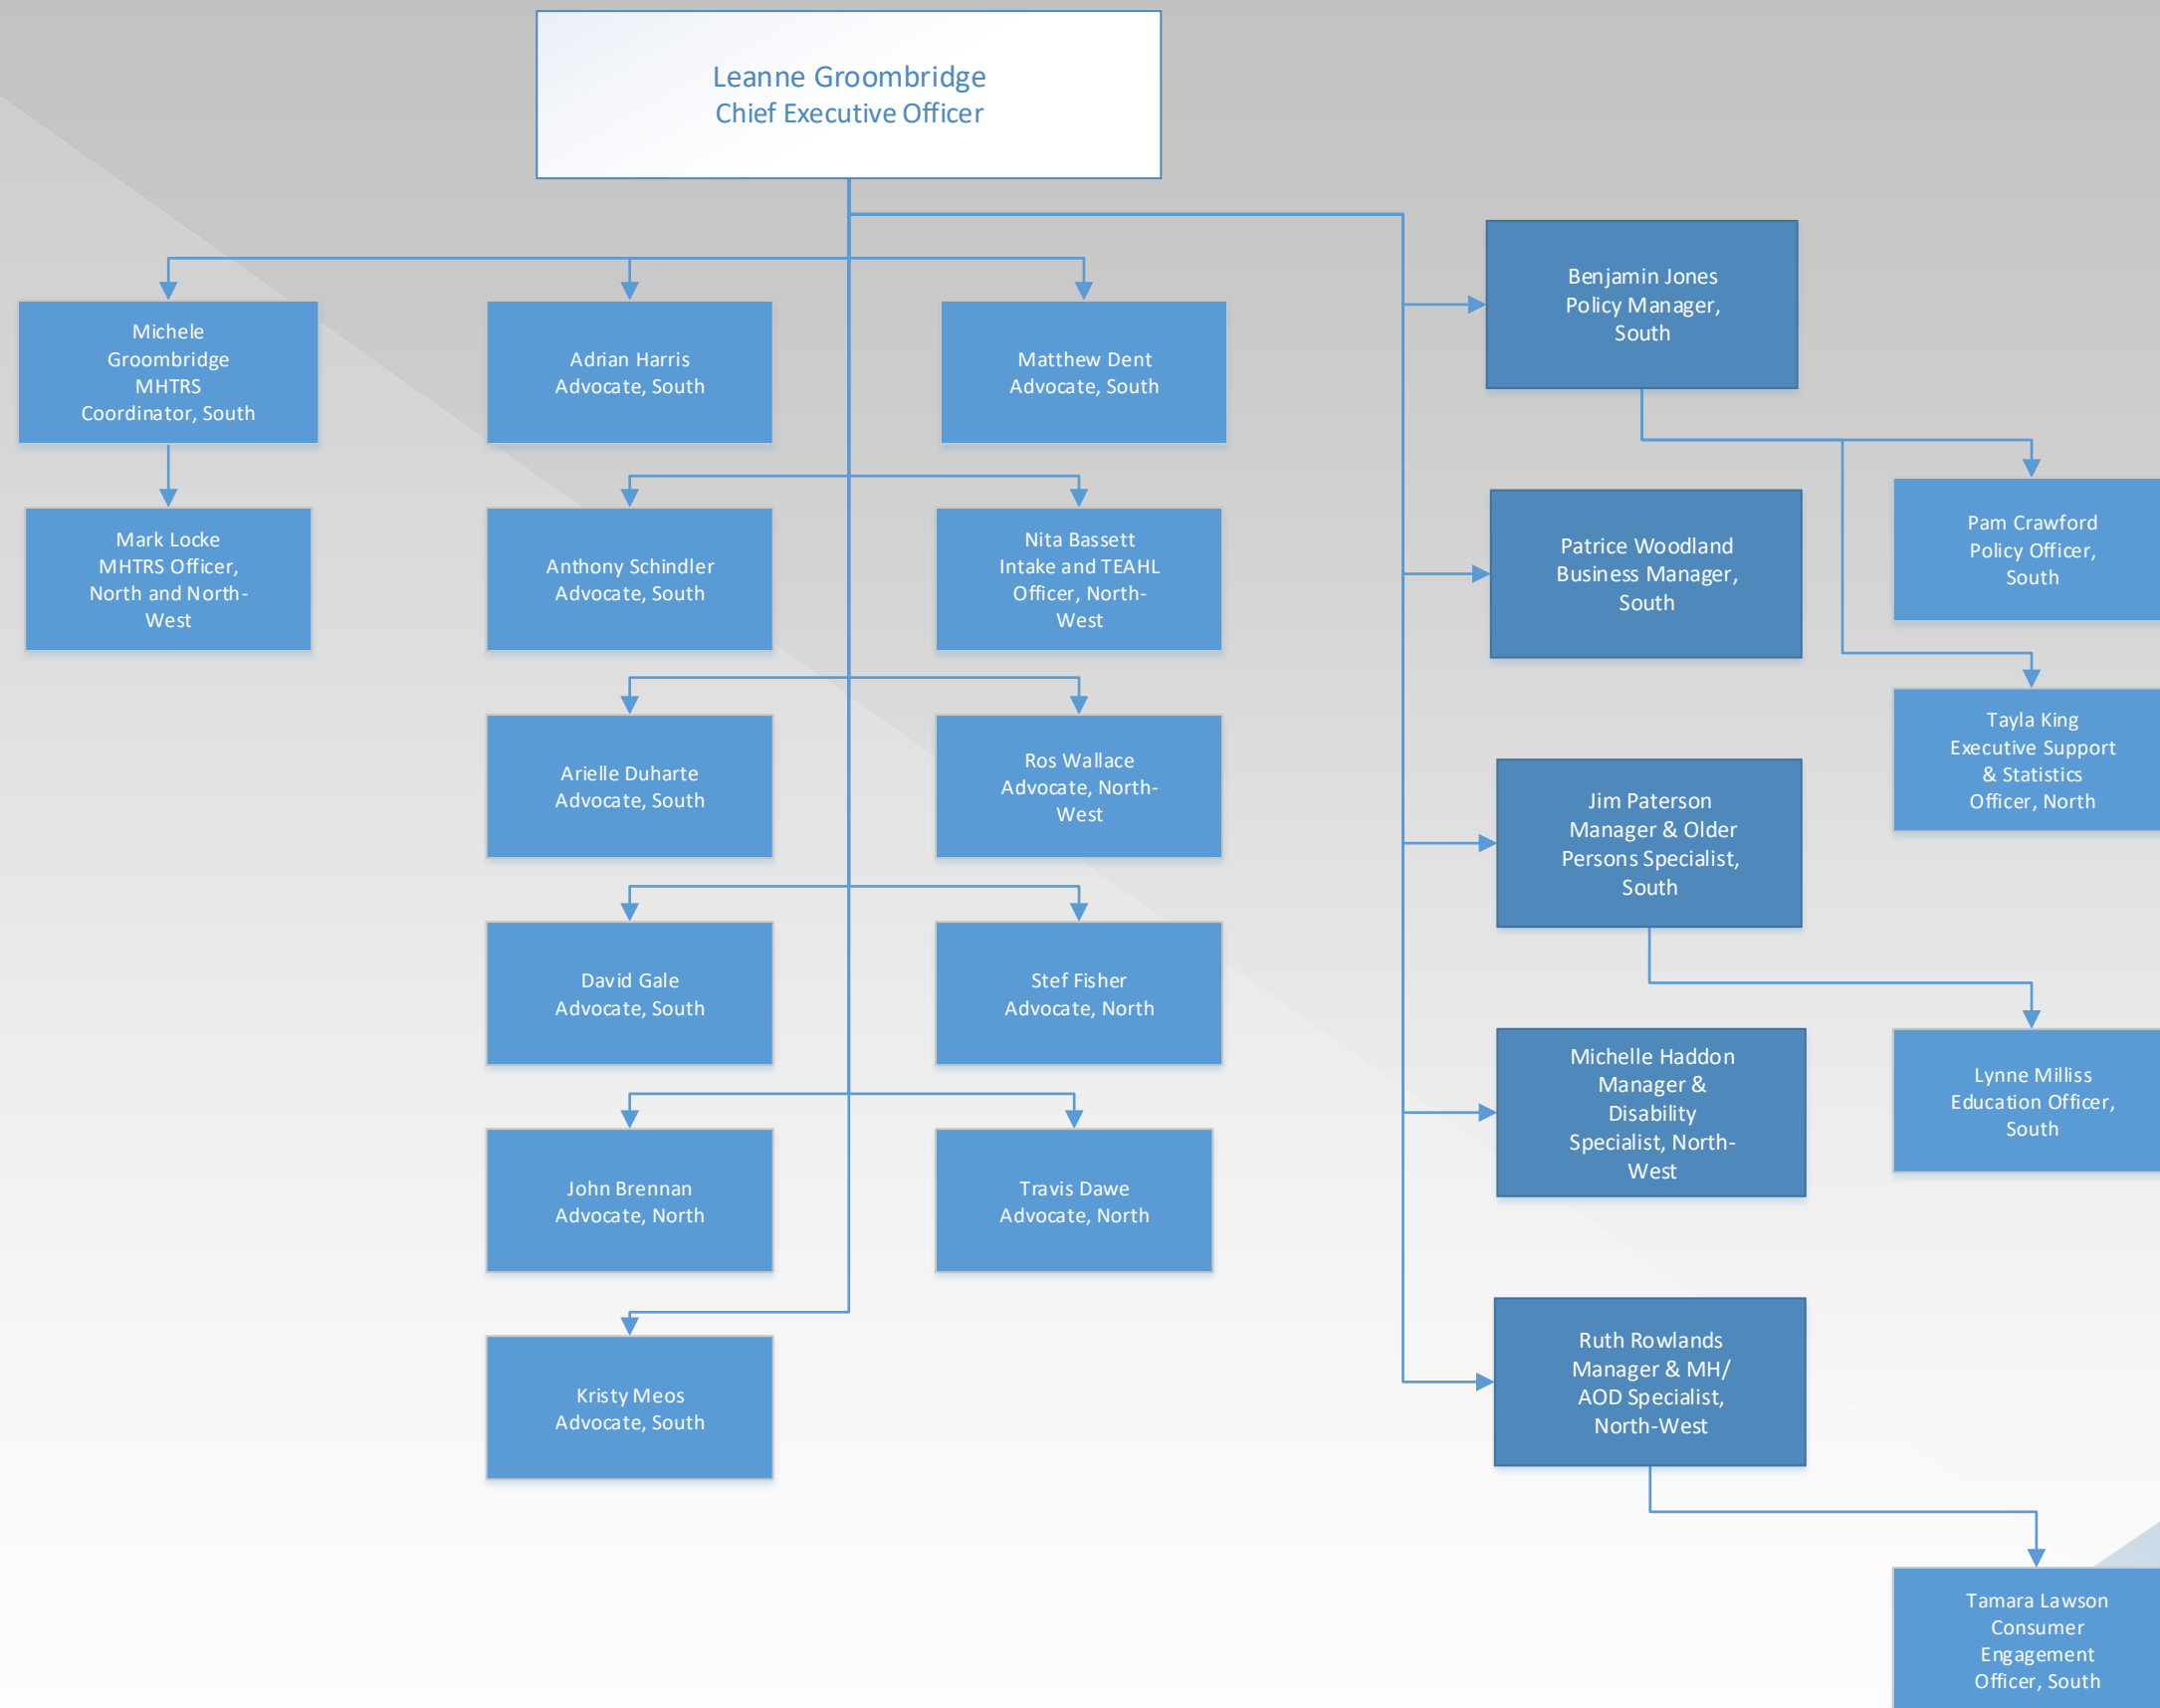 Leanne Groombridge
Chief Executive Officer
Michele
Groombridge
MHTRS
Coordinator, South
Adrian Harris
Advocate, South
Matthew Dent
Advocate, South
Benjamin Jones
Policy Manager,
South
Mark Locke
MHTRS Officer,
North and North-
West
Anthony Schindler
Advocate, South
Nita Bassett
Intake and TEAHL
Officer, North-
West
Patrice Woodland
Business Manager,
South
Pam Crawford
Policy Officer,
South
Arielle Duharte
Advocate, South
Ros Wallace
Advocate, North-
West
Jim Paterson
Manager & Older
Persons Specialist,
South
Tayla King
Executive Support
& Statistics
Officer, North
David Gale
Advocate, South
Stef Fisher
Advocate, North
Michelle Haddon
Manager &
Disability
Specialist, North-
West
Lynne Milliss
Education Officer,
South
John Brennan
Advocate, North
Travis Dawe
Advocate, North
Kristy Meos
Advocate, South
Ruth Rowlands
Manager & MH/
AOD Specialist,
North-West
Tamara Lawson
Consumer
Engagement
Officer, South